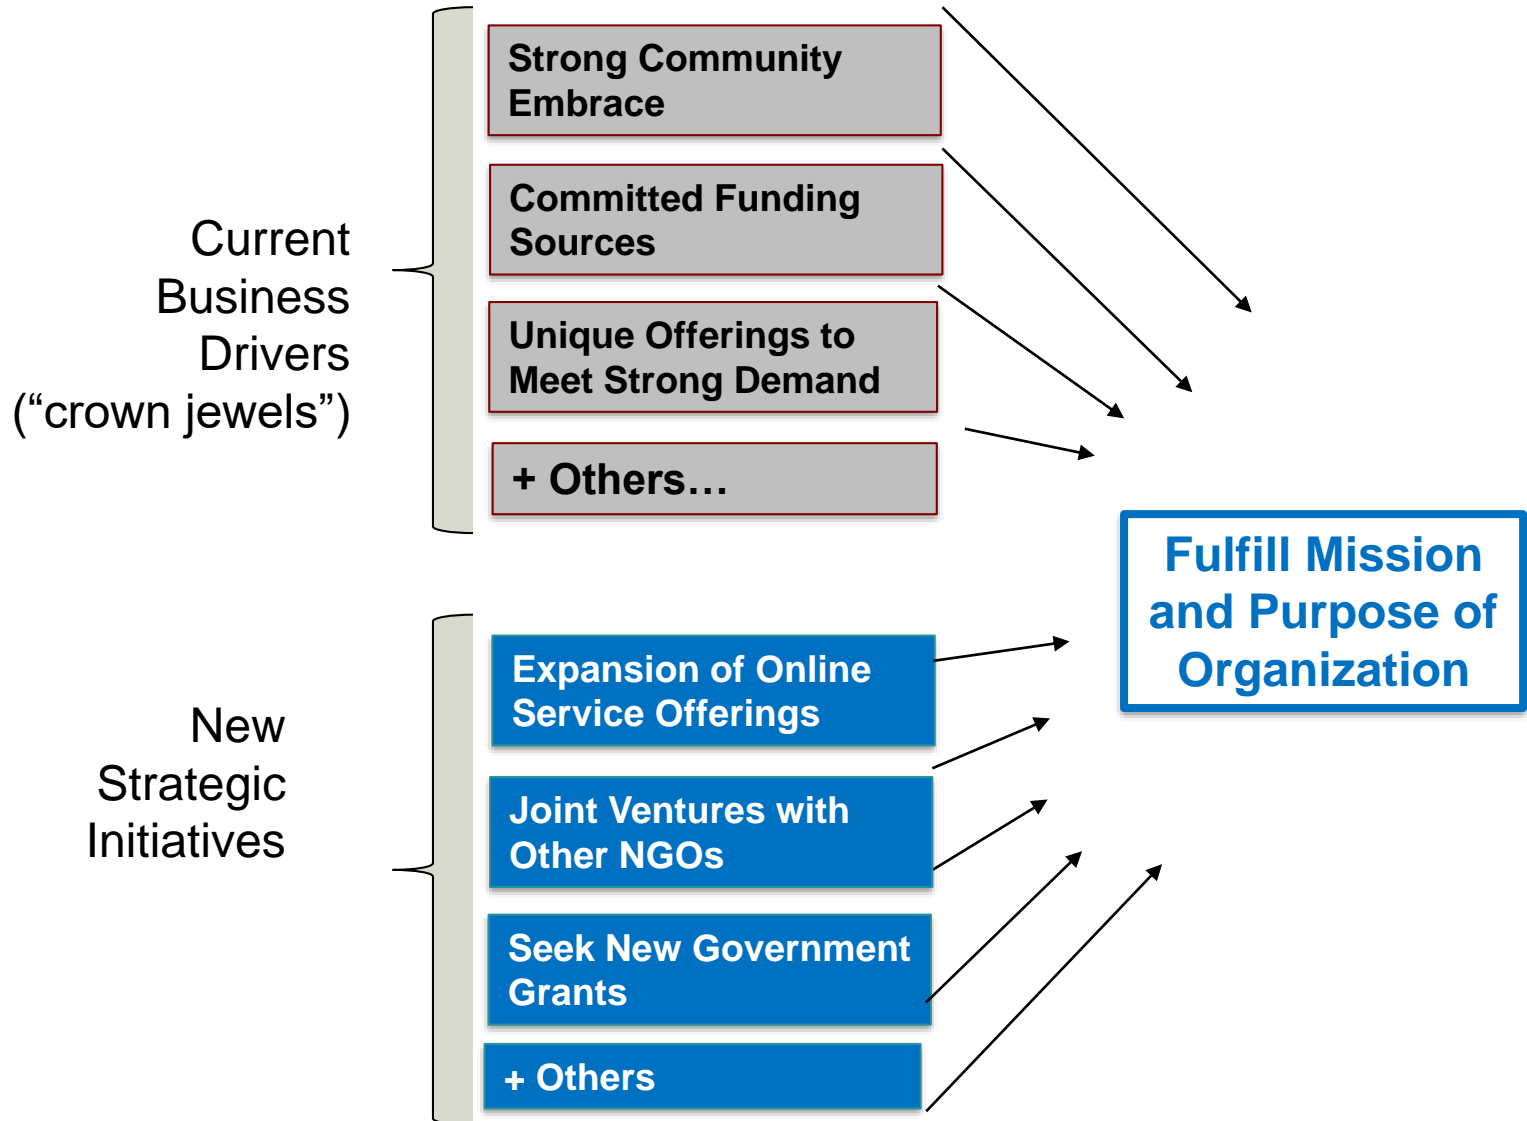 Current
Business
Drivers
(“crown jewels”)
Strong Community
Embrace
Committed Funding
Sources
Unique Offerings to
Meet Strong Demand
+ Others…
Fulfill Mission
and Purpose of
Organization
New
Strategic
Initiatives
Expansion of Online
Service Offerings
Joint Ventures with
Other NGOs
Seek New Government
Grants
+ Others